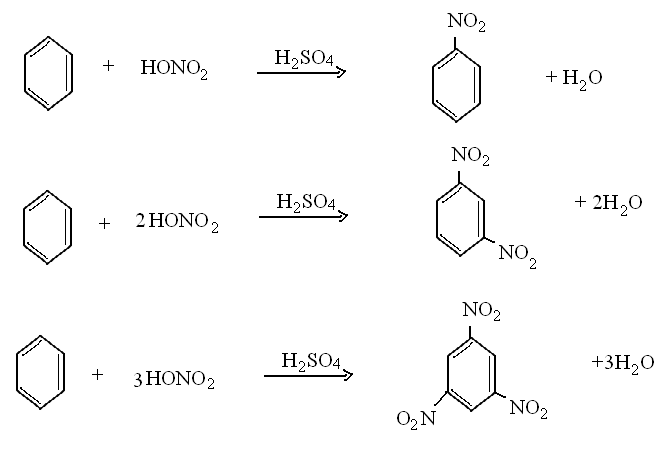 NO₂
+ HONO₂ H₂SO₄ + H₂O
NO₂
+ 2HONO₂ H₂SO₄ + 2H₂O
NO₂
NO₂
+ 3HONO₂ H₂SO₄ +3H₂O
O₂N NO₂